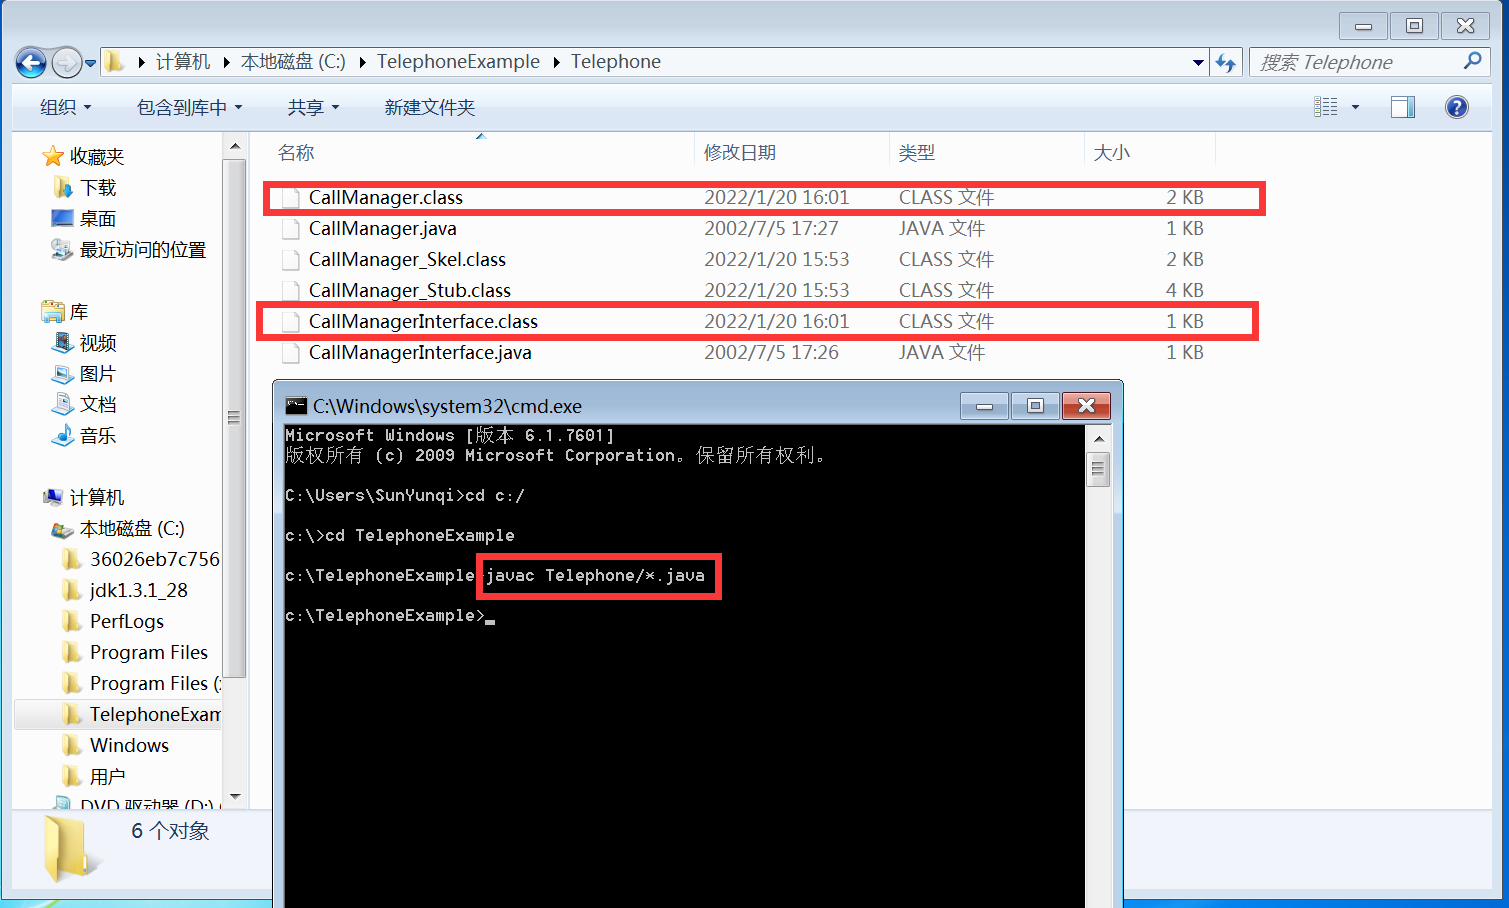 计算机 本地磁盘 (C:) TelephoneExample Telephone 搜索 Telephone
组织 包含到库中 共享 新建文件夹
收藏夹
下载
桌面
最近访问的位置
库
视频
图片
文档
音乐
计算机
本地磁盘 (C:)
36026eb7c756
jdk1.3.1_28
PerfLogs
Program Files
Program Files (
TelephoneExam
Windows
用户
DVD 驱动器 (D:)
名称 修改日期 类型 大小
CallManager.class 2022/1/20 16:01 CLASS 文件 2 KB
CallManager.java 2002/7/5 17:27 JAVA 文件 1 KB
CallManager_Skel.class 2022/1/20 15:53 CLASS 文件 2 KB
CallManager_Stub.class 2022/1/20 15:53 CLASS 文件 4 KB
CallManagerInterface.class 2022/1/20 16:01 CLASS 文件 1 KB
CallManagerInterface.java 2002/7/5 17:26 JAVA 文件 1 KB
C:\Windows\system32\cmd.exe
Microsoft Windows [版本 6.1.7601]
版权所有 (c) 2009 Microsoft Corporation。保留所有权利。
C:\Users\SunYunqi>cd c:/
c:\>cd TelephoneExample
c:\TelephoneExample>javac Telephone/*.java
c:\TelephoneExample>
6 个对象